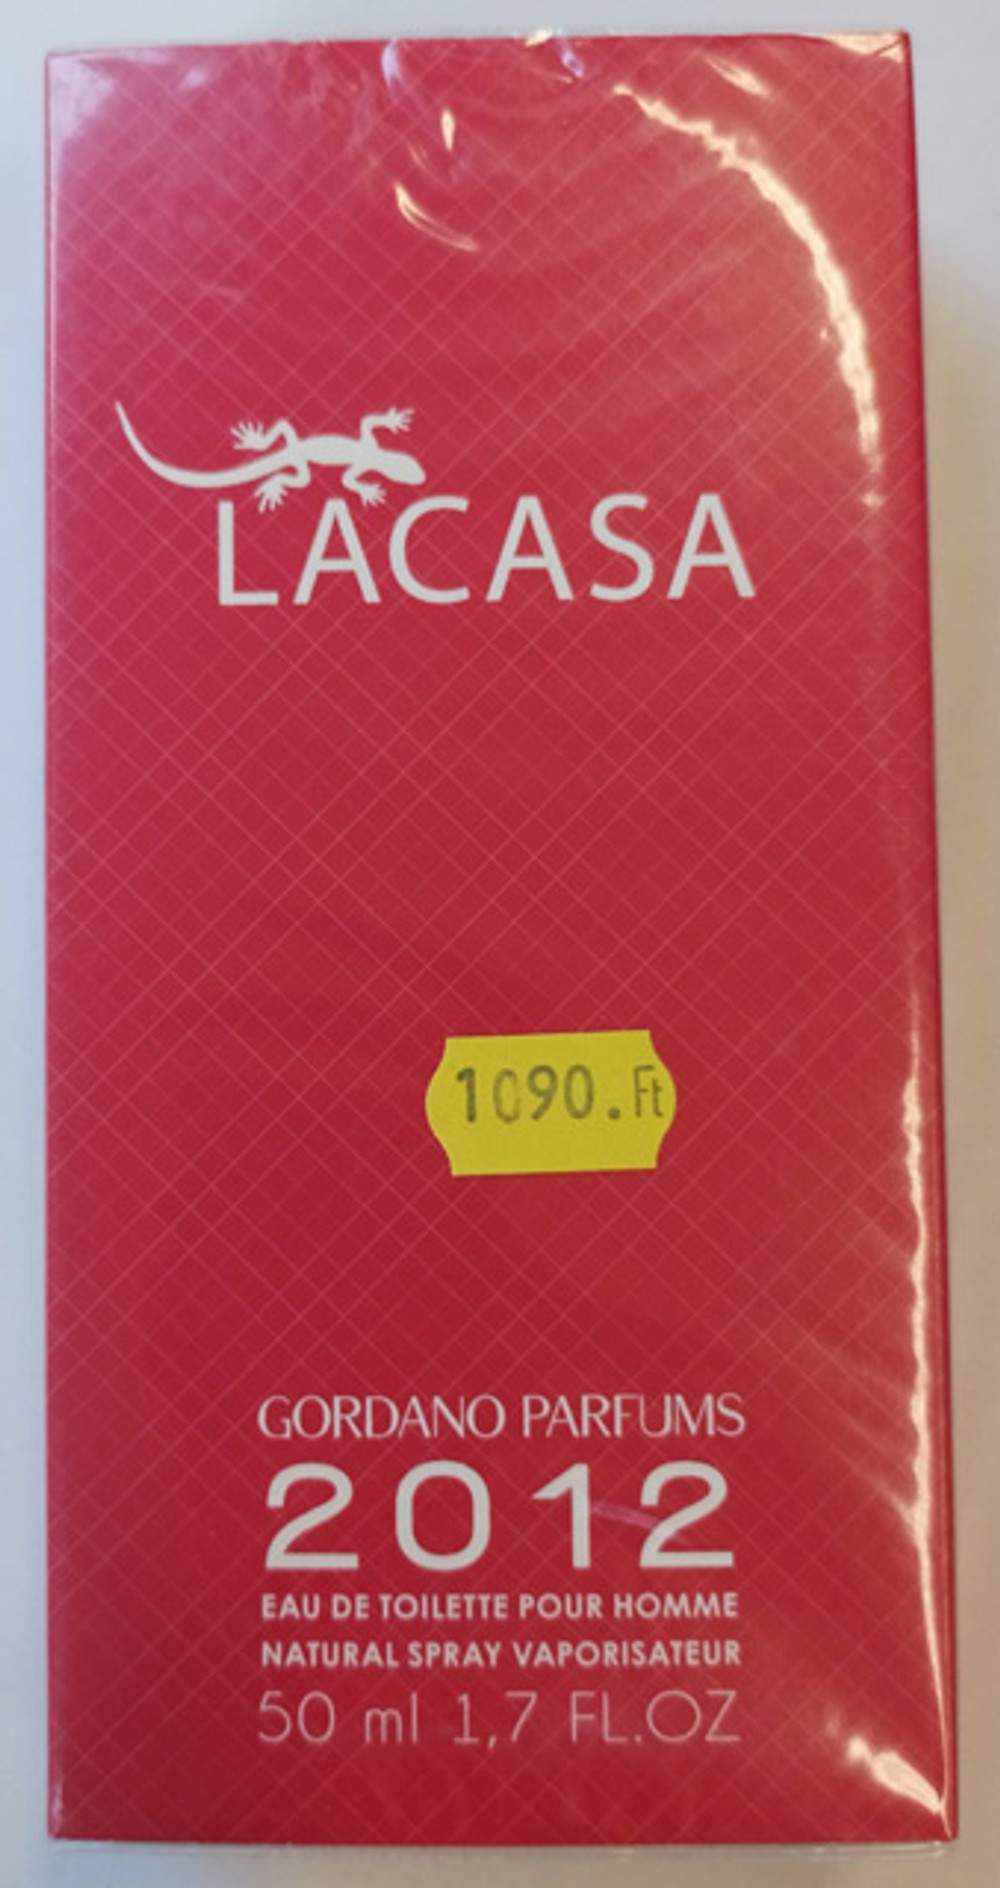 LACASA
1090.Ft
GORDANO PARFUMS
2012
EAU DE TOILETTE POUR HOMME
NATURAL SPRAY VAPORISATEUR
50 ml 1,7 FL.OZ